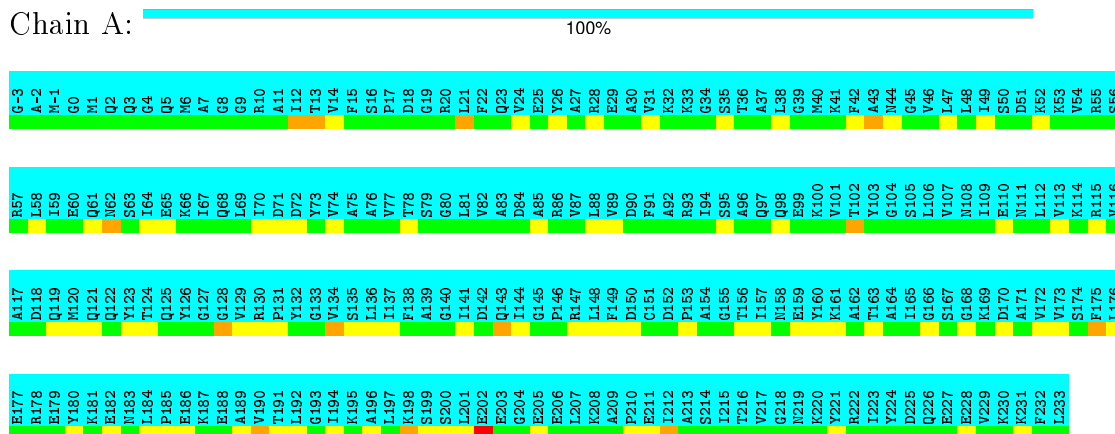 Chain A:
100%
G-3 A-2 M-1 G0 M1 Q2 Q3 G4 Q5 M6 A7 G8 G9 R10 A11 I12 T13 V14 F15 S16 P17 D18 G19 R20 L21 F22 Q23 V24 E25 Y26 A27 R28 E29 A30 V31 K32 K33 G34 S35 T36 A37 L38 G39 M40 K41 F42 A43 N44 G45 V46 L47 L48 I49 S50 D51 K52 K53 V54 R55
R57 L58 I59 E60 Q61 N62 S63 I64 E65 K66 I67 Q68 L69 I70 D71 D72 Y73 V74 A75 A76 V77 T78 S79 G80 L81 V82 A83 D84 A85 R86 V87 L88 V89 D90 F91 A92 R93 I94 S95 A96 Q97 Q98 E99 K100 V101 T102 Y103 G104 S105 L106 V107 N108 I109 E110 N111 L112 V113 K114 R115
A117 D118 Q119 M120 Q121 Q122 Y123 T124 Q125 Y126 G127 G128 V129 R130 P131 Y132 G133 V134 S135 L136 I137 F138 A139 G140 I141 D142 Q143 I144 G145 P146 R147 L148 F149 D150 C151 D152 P153 A154 G155 T156 I157 N158 E159 Y160 K161 A162 T163 A164 I165 G166 S167 G168 K169 D170 A171 V172 V173 S174 F175
E177 R178 E179 Y180 K181 E182 N183 L184 P185 E186 K187 E188 A189 V190 T191 L192 G193 I194 K195 A196 L197 K198 S199 S200 L201 E202 E203 G204 E205 E206 L207 K208 A209 P210 E211 I212 A213 S214 I215 T216 V217 G218 N219 K220 Y221 R222 I223 Y224 D225 Q226 E227 E228 V229 K230 K231 F232 L233